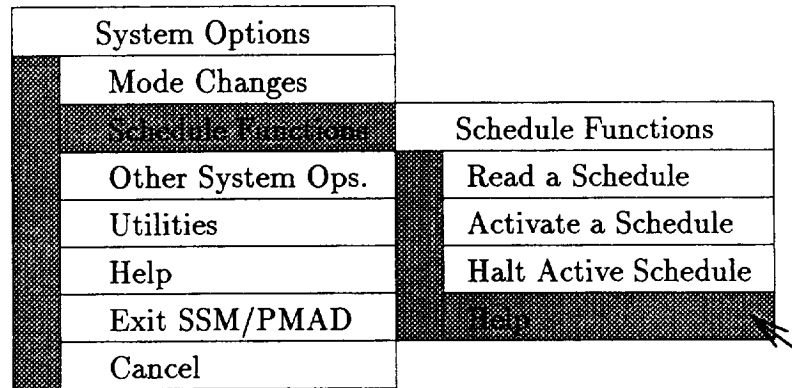 System Options
Mode Changes
Schedule Functions
Other System Ops.
Utilities
Help
Exit SSM/PMAD
Cancel
Schedule Functions
Read a Schedule
Activate a Schedule
Halt Active Schedule
Help